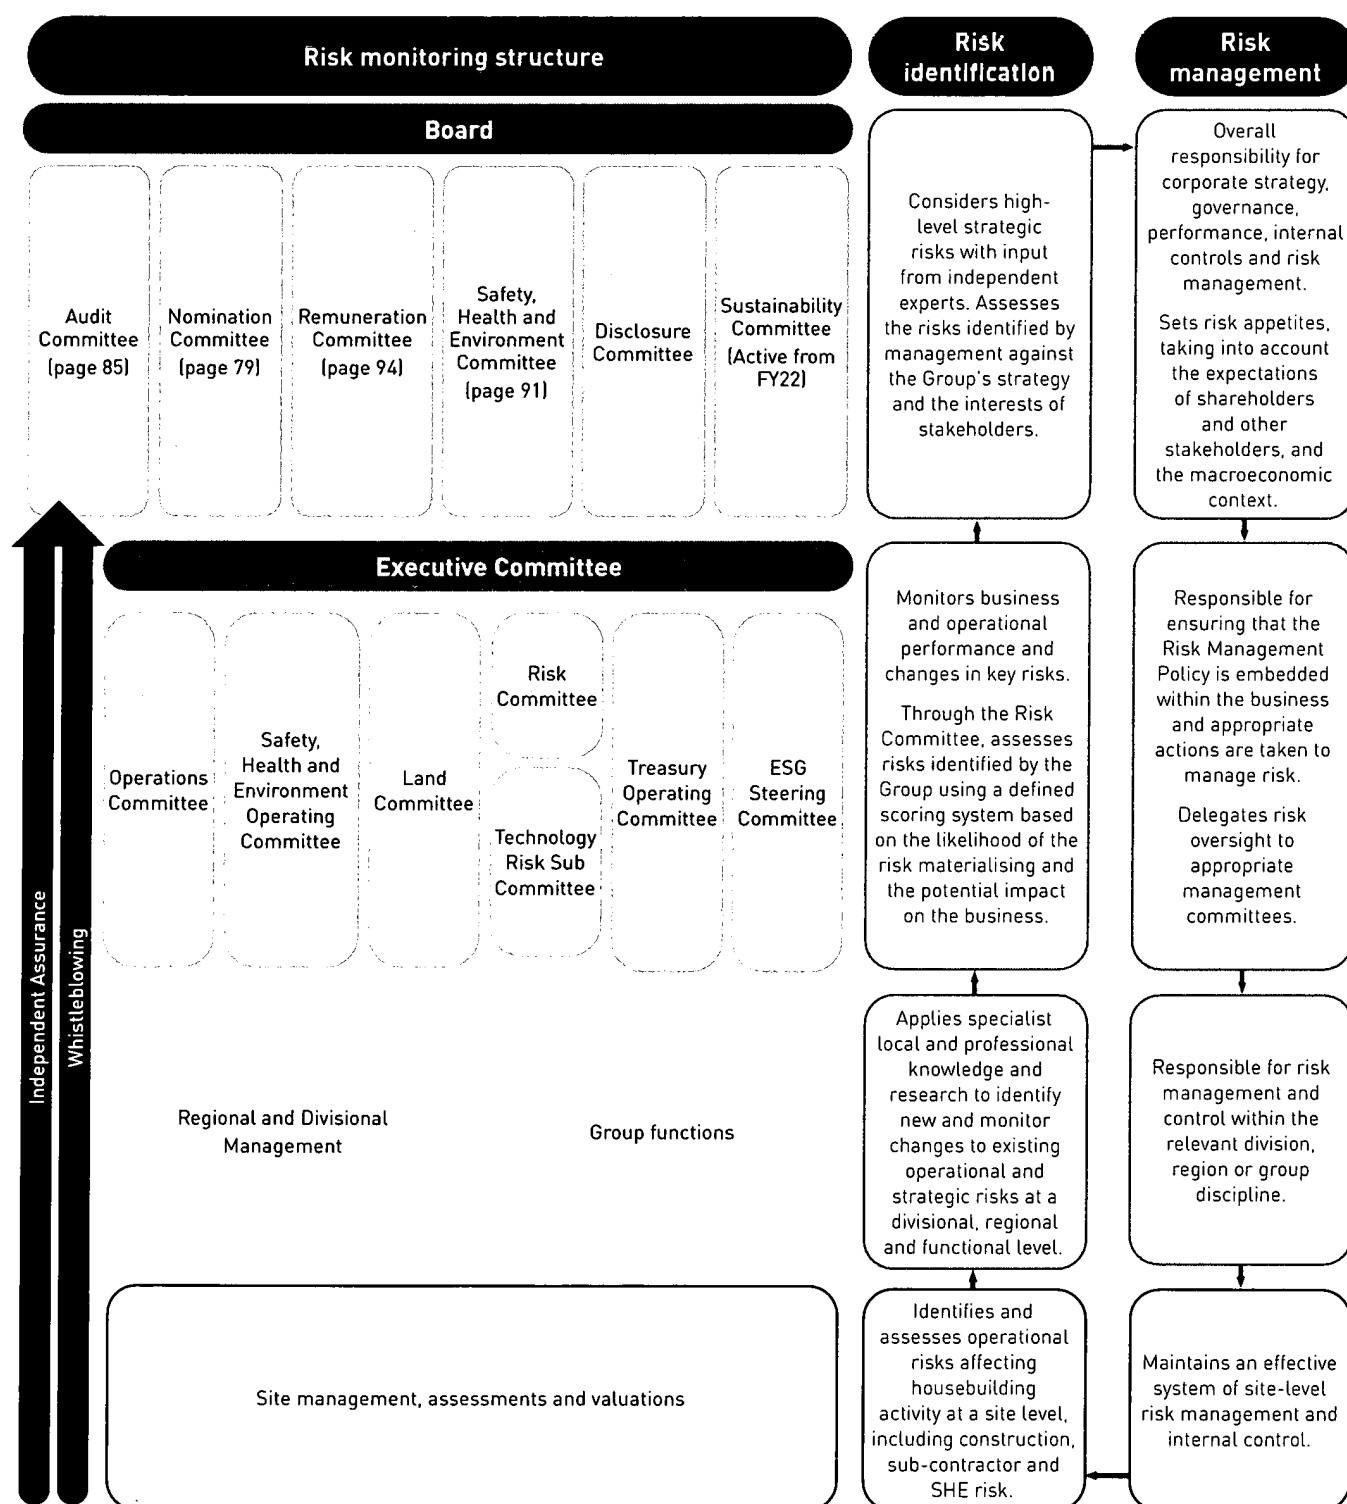 Risk monitoring structure
Risk
identification
Risk
management
Board
Audit
Committee
(page 85)
Nomination
Committee
(page 79)
Remuneration
Committee
(page 94)
Safety,
Health and
Environment
Committee
(page 91)
Disclosure
Committee
Sustainability
Committee
(Active from
FY22)
Considers high-
level strategic
risks with input
from independent
experts. Assesses
the risks identified by
management against
the Group's strategy
and the interests of
stakeholders.
Overall
responsibility for
corporate strategy,
governance,
performance, internal
controls and risk
management.
Sets risk appetites,
taking into account
the expectations
of shareholders
and other
stakeholders, and
the macroeconomic
context.
Executive Committee
Operations
Committee
Safety,
Health and
Environment
Operating
Committee
Land
Committee
Risk
Committee
Technology
Risk Sub
Committee
Treasury
Operating
Committee
ESG
Steering
Committee
Monitors business
and operational
performance and
changes in key risks.
Through the Risk
Committee, assesses
risks identified by the
Group using a defined
scoring system based
on the likelihood of the
risk materialising and
the potential impact
on the business.
Responsible for
ensuring that the
Risk Management
Policy is embedded
within the business
and appropriate
actions are taken to
manage risk.
Delegates risk
oversight to
appropriate
management
committees.
Independent Assurance
Whistleblowing
Regional and Divisional
Management
Group functions
Applies specialist
local and professional
knowledge and
research to identify
new and monitor
changes to existing
operational and
strategic risks at a
divisional, regional
and functional level.
Responsible for risk
management and
control within the
relevant division,
region or group
discipline.
Site management, assessments and valuations
Identifies and
assesses operational
risks affecting
housebuilding
activity at a site level,
including construction,
sub-contractor and
SHE risk.
Maintains an effective
system of site-level
risk management and
internal control.